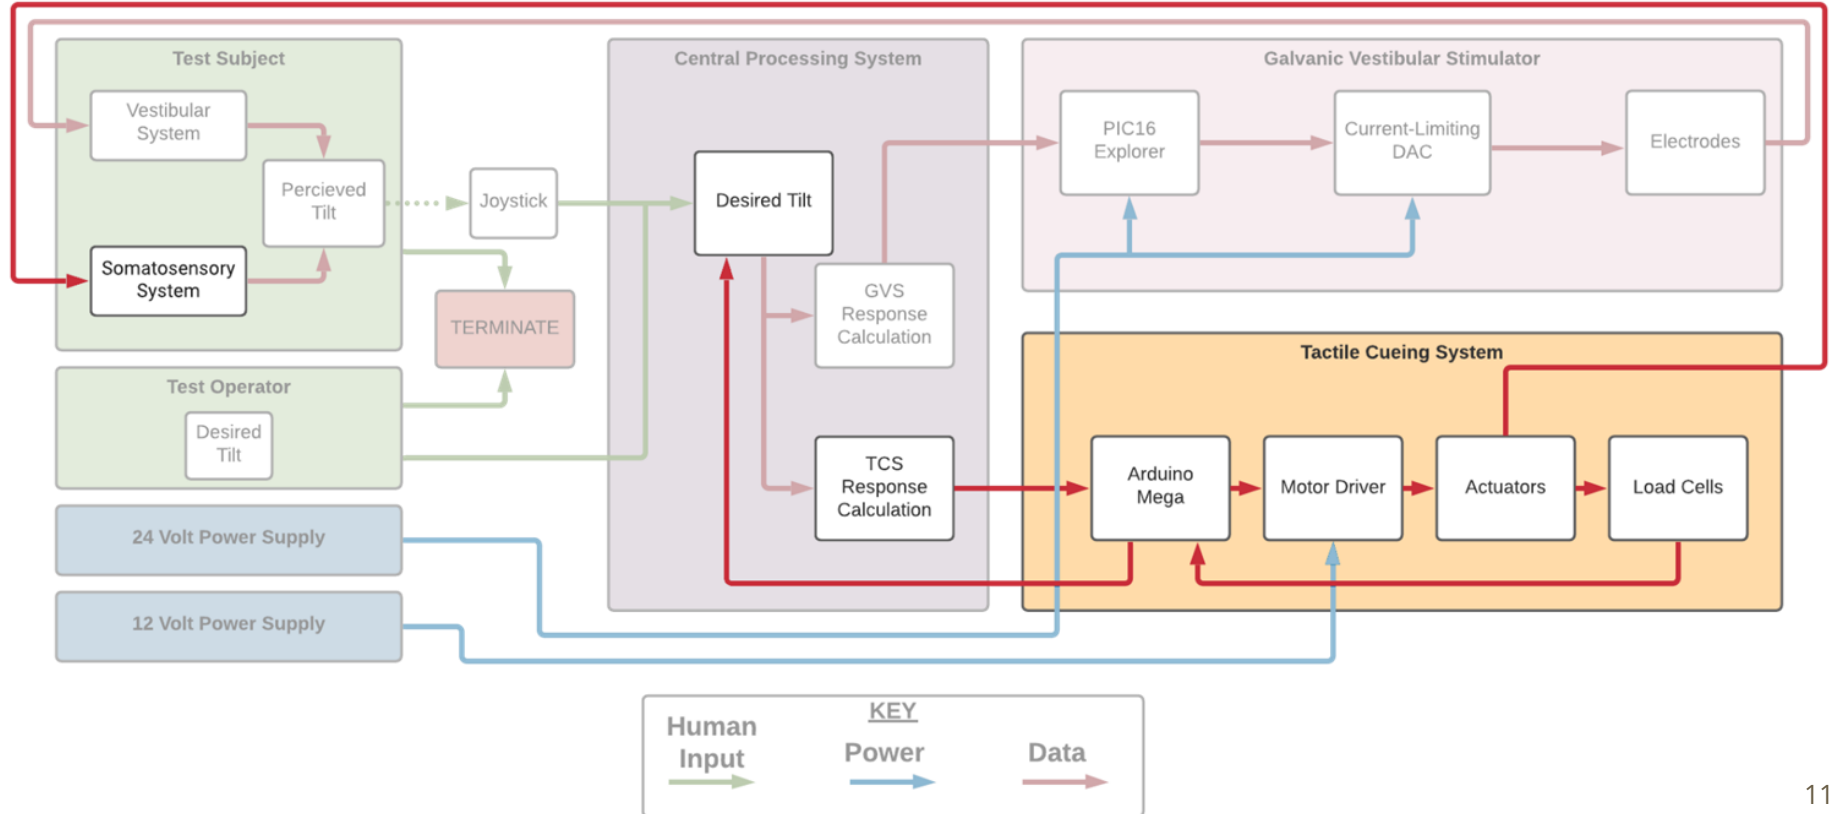 Test Subject
Vestibular
System
Percieved
Tilt
Somatosensory
System
Joystick
TERMINATE
Test Operator
Desired
Tilt
24 Volt Power Supply
12 Volt Power Supply
Central Processing System
Desired Tilt
GVS
Response
Calculation
TCS
Response
Calculation
Galvanic Vestibular Stimulator
PIC16
Explorer
Current-Limiting
DAC
Electrodes
Tactile Cueing System
Arduino
Mega
Motor Driver
Actuators
Load Cells
KEY
Human
Input
Power
Data
11